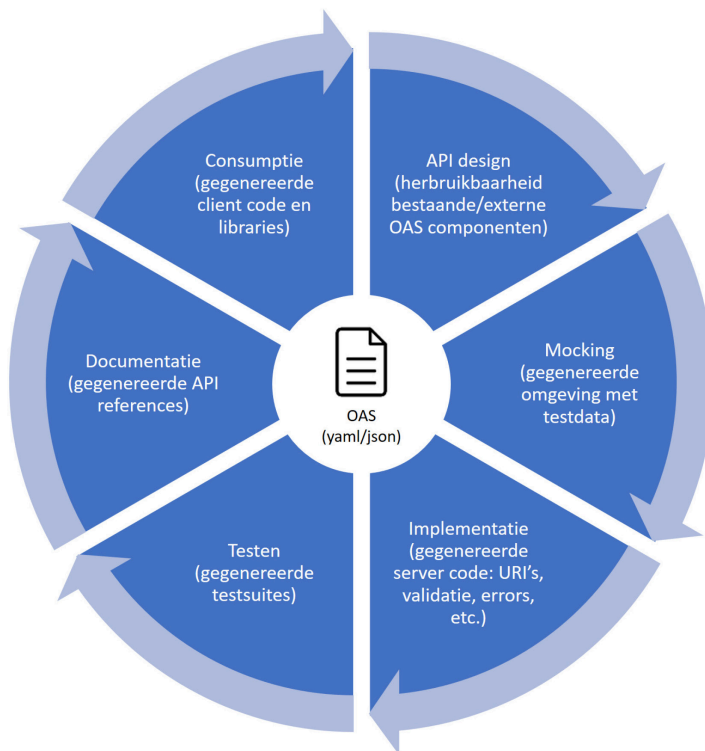 Consumptie
(gegenereerde
client code en
libraries)
API design
(herbruikbaarheid
bestaande/externe
OAS componenten)
Mocking
(gegenereerde
omgeving met
testdata)
Implementatie
(gegenereerde
server code: URI’s,
validatie, errors,
etc.)
Testen
(gegenereerde
testsuites)
Documentatie
(gegenereerde API
references)
OAS
(yaml/json)